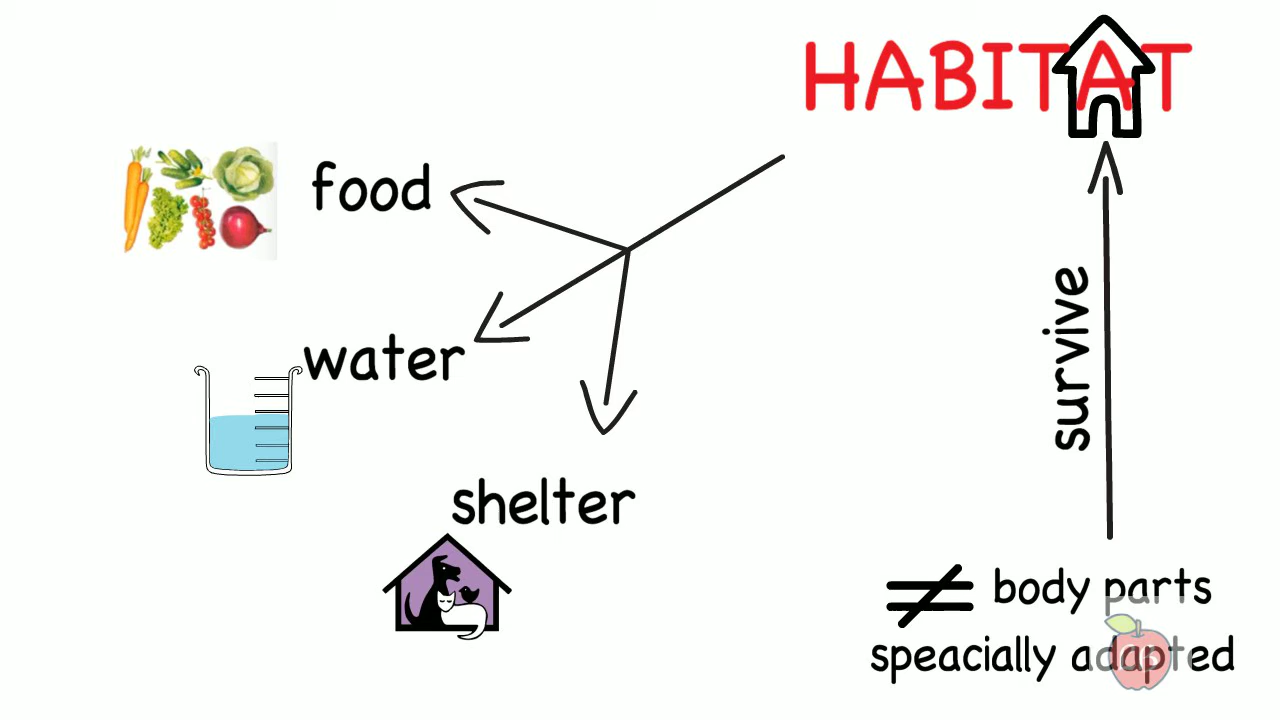 HABITAT
food
water
shelter
survive
≠ body parts
speacially adapted